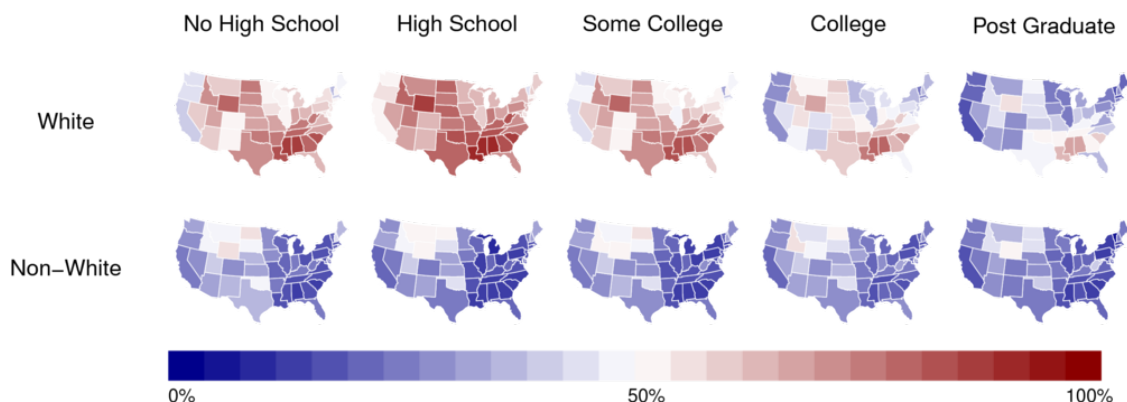 No High School High School Some College College Post Graduate
White
Non−White
0% 50% 100%